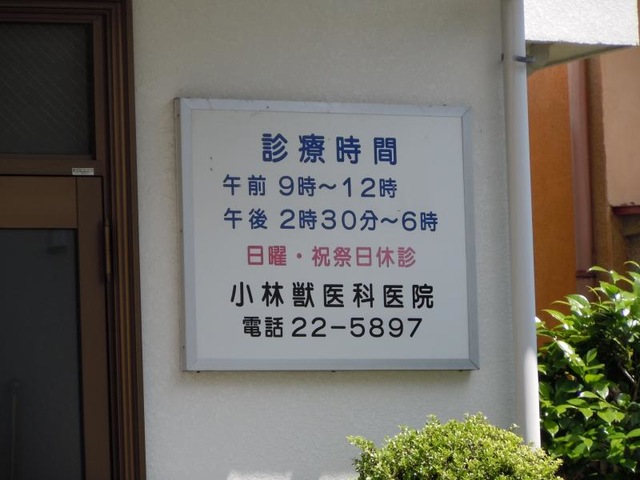 診療時間
午前 9時〜12時
午後 2時30分〜6時
日曜・祝祭日休診
小林獣医科医院
電話 22-5897